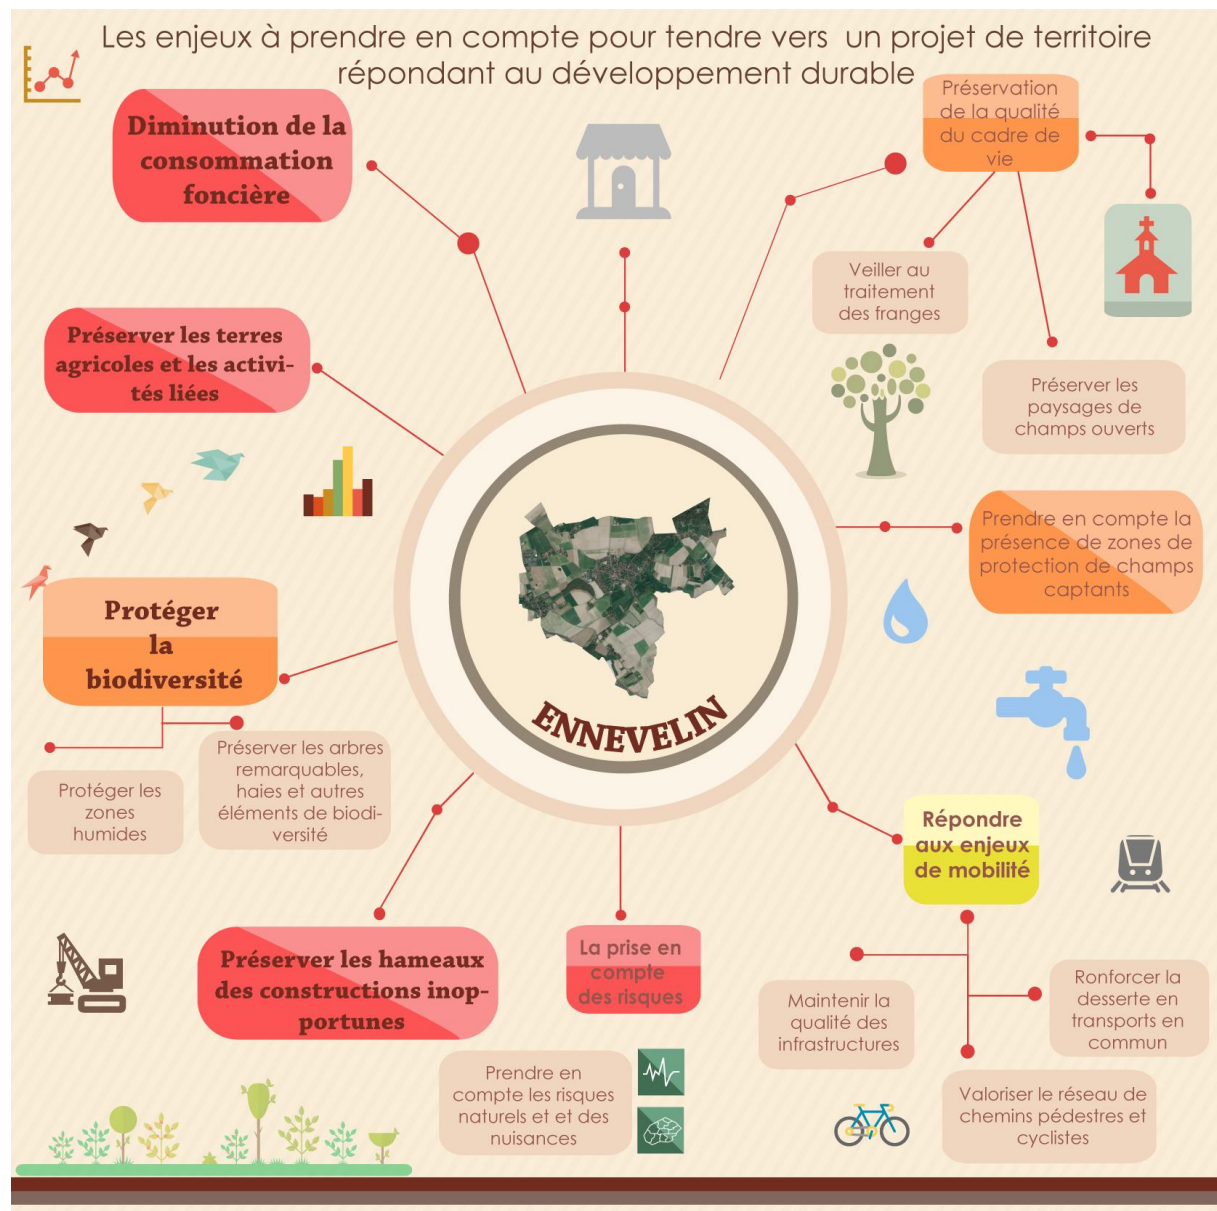 Les enjeux à prendre en compte pour tendre vers un projet de territoire
répondant au développement durable
Diminution de la
consommation
foncière
Préservation
de la qualité
du cadre de
vie
Veiller au
traitement
des franges
Préserver les
paysages de
champs ouverts
Préserver les terres
agricoles et les activi-
tés liées
Prendre en compte la
présence de zones de
protection de champs
captants
Protéger
la
biodiversité
Protéger les
zones
humides
Préserver les arbres
remarquables,
haies et autres
éléments de biodi-
versité
ENNEVELIN
Répondre
aux enjeux
de mobilité
Maintenir la
qualité des
infrastructures
Ronforcer la
desserte en
transports en
commun
Valoriser le réseau de
chemins pédestres et
cyclistes
Préserver les hameaux
des constructions inop-
portunes
La prise en
compte
des risques
Prendre en
compte les risques
naturels et et des
nuisances